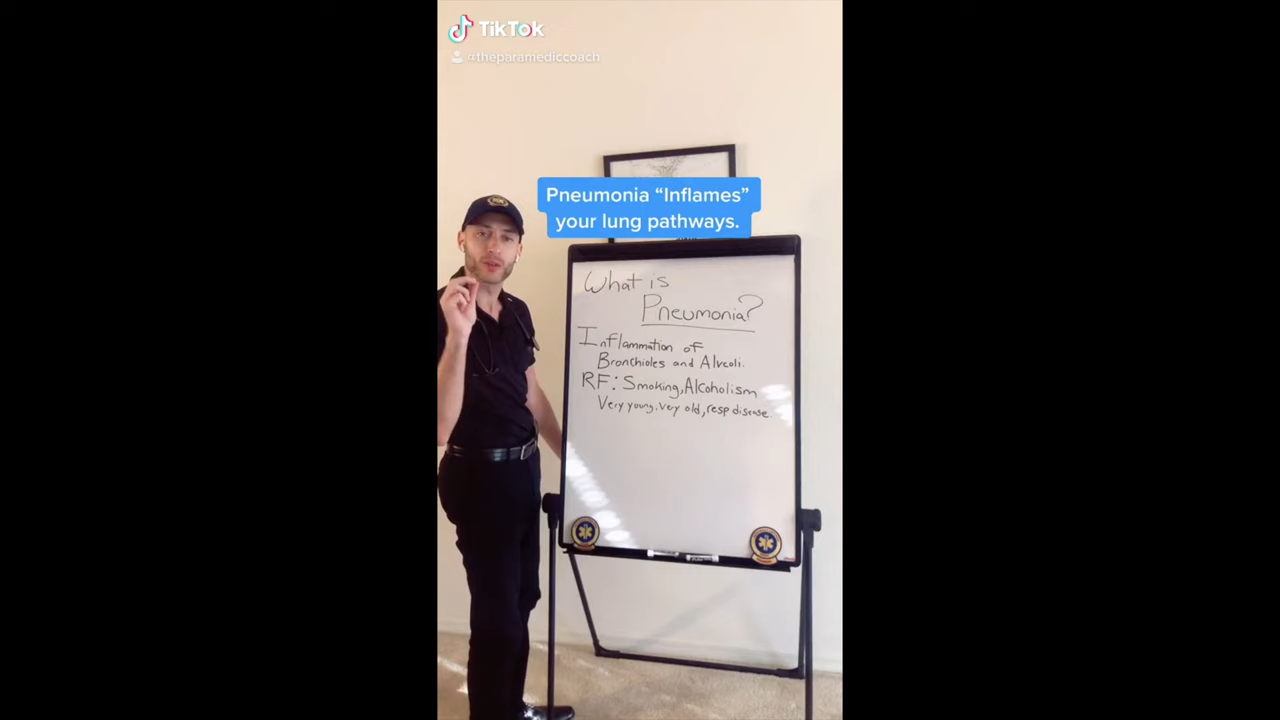 TikTok
@theparamediccoach
Pneumonia “Inflames”
your lung pathways.
What is
Pneumonia?
Inflammation of
Bronchioles and Alveoli.
RF: Smoking, Alcoholism
Very young, very old, resp disease.